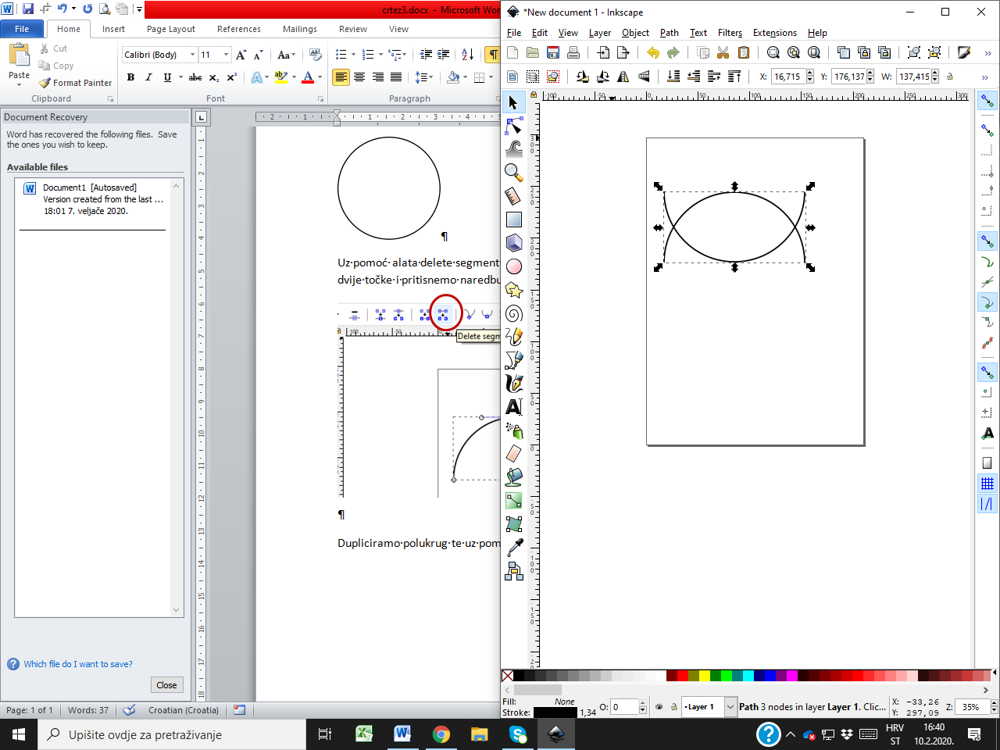 crtez3.docx - Microsoft Wor
File Home Insert Page Layout References Mailings Review View
Paste
Cut
Copy
Format Painter
Clipboard
Calibri (Body) 11
Font
Paragraph
Document Recovery
Word has recovered the following files. Save
the ones you wish to keep.
Available files
Document1 [Autosaved]
Version created from the last ...
18:01 7. veljače 2020.
Which file do I want to save?
Close
Uz·pomoć·alata·delete·segment
dvije·točke·i·pritisnemo·naredbu
Delete segm
¶
Dupliciramo·polukrug·te·uz·pom
Page: 1 of 1 Words: 37 Croatian (Croatia)
*New document 1 - Inkscape
File Edit View Layer Object Path Text Filters Extensions Help
X: 16,715 Y: 176,137 W: 137,415
Fill: None
Stroke: 1,34
O: 0
Layer 1
Path 3 nodes in layer Layer 1. Clic...
X: -33,26
Y: 297,09
Z: 35%
Upišite ovdje za pretraživanje
HRV
ST
16:40
10.2.2020.